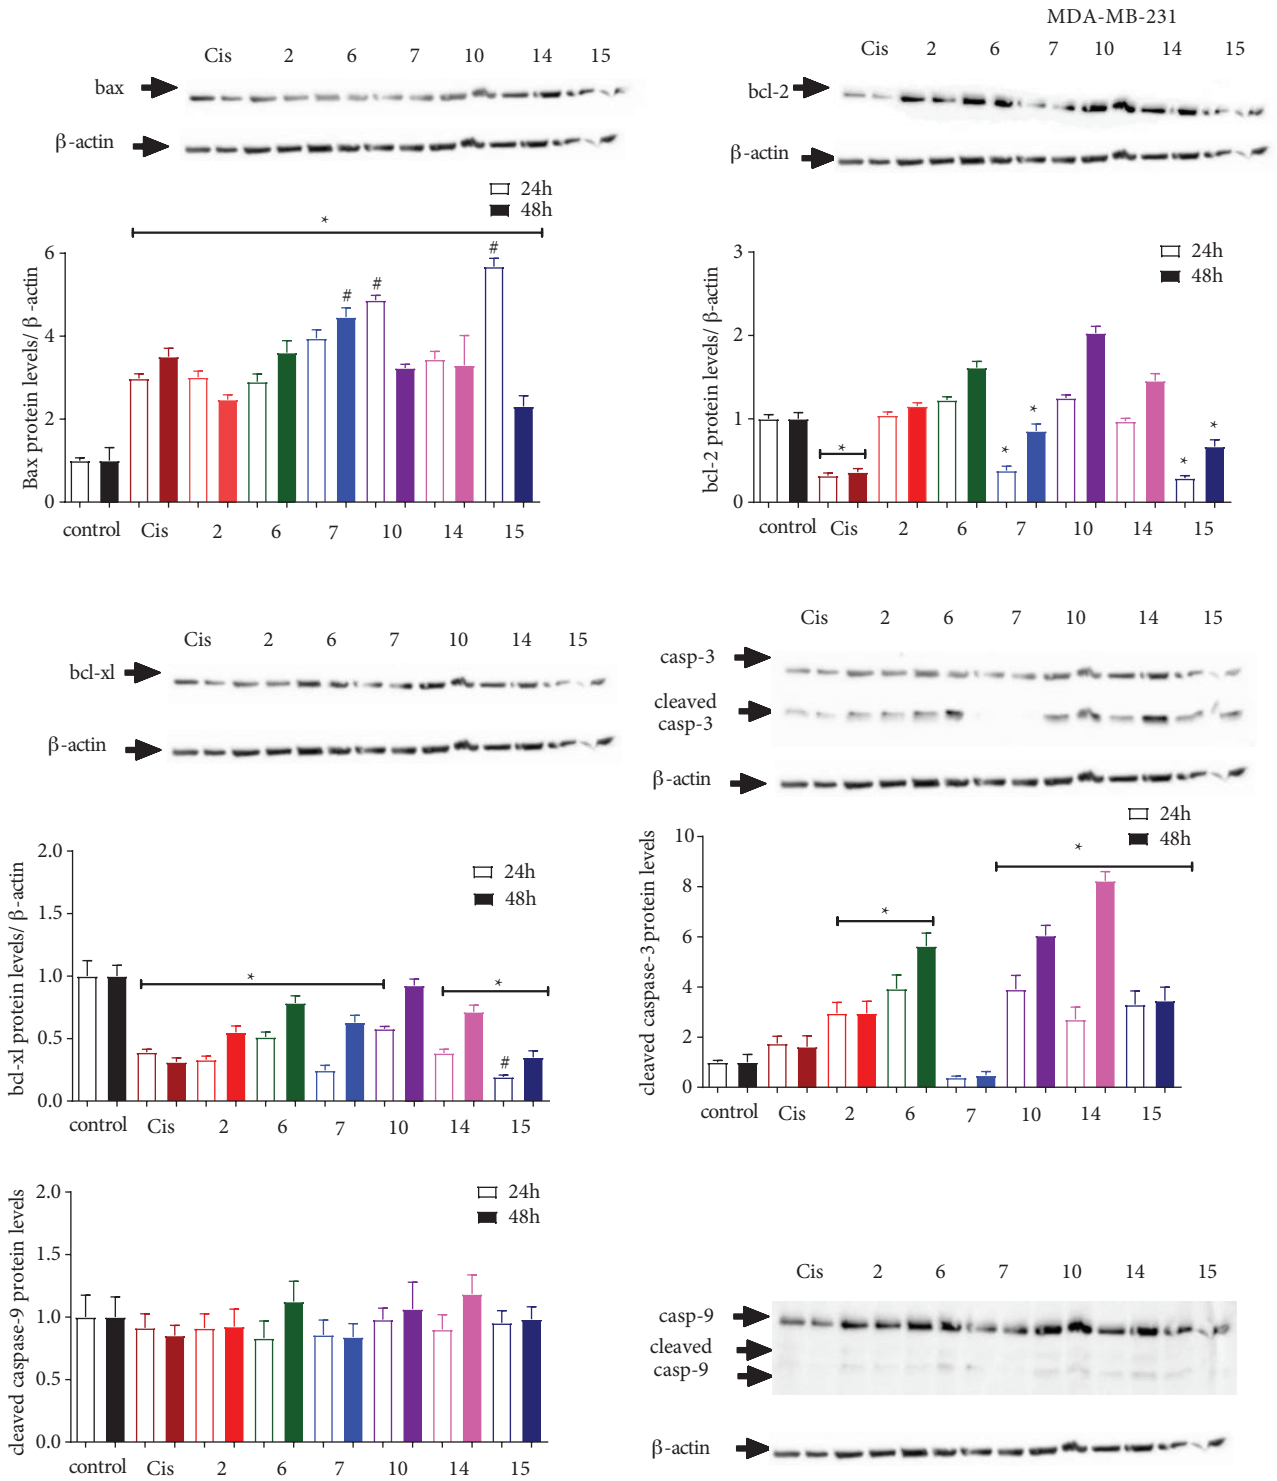 MDA-MB-231
Cis 2 6 7 10 14 15
bax
β-actin
24h
48h
*
# # #
Bax protein levels/ β -actin
6
4
2
0
control Cis 2 6 7 10 14 15
Cis 2 6 7 10 14 15
bcl-2
β-actin
24h
48h
bcl-2 protein levels/ β-actin
3
2
1
0
* * * * *
control Cis 2 6 7 10 14 15
Cis 2 6 7 10 14 15
bcl-xl
β-actin
24h
48h
bcl-xl protein levels/ β-actin
2.0
1.5
1.0
0.5
0.0
* *
#
control Cis 2 6 7 10 14 15
Cis 2 6 7 10 14 15
casp-3
cleaved
casp-3
β-actin
24h
48h
cleaved caspase-3 protein levels
10
8
6
4
2
0
* *
control Cis 2 6 7 10 14 15
24h
48h
cleaved caspase-9 protein levels
2.0
1.5
1.0
0.5
0.0
control Cis 2 6 7 10 14 15
Cis 2 6 7 10 14 15
casp-9
cleaved
casp-9
β-actin